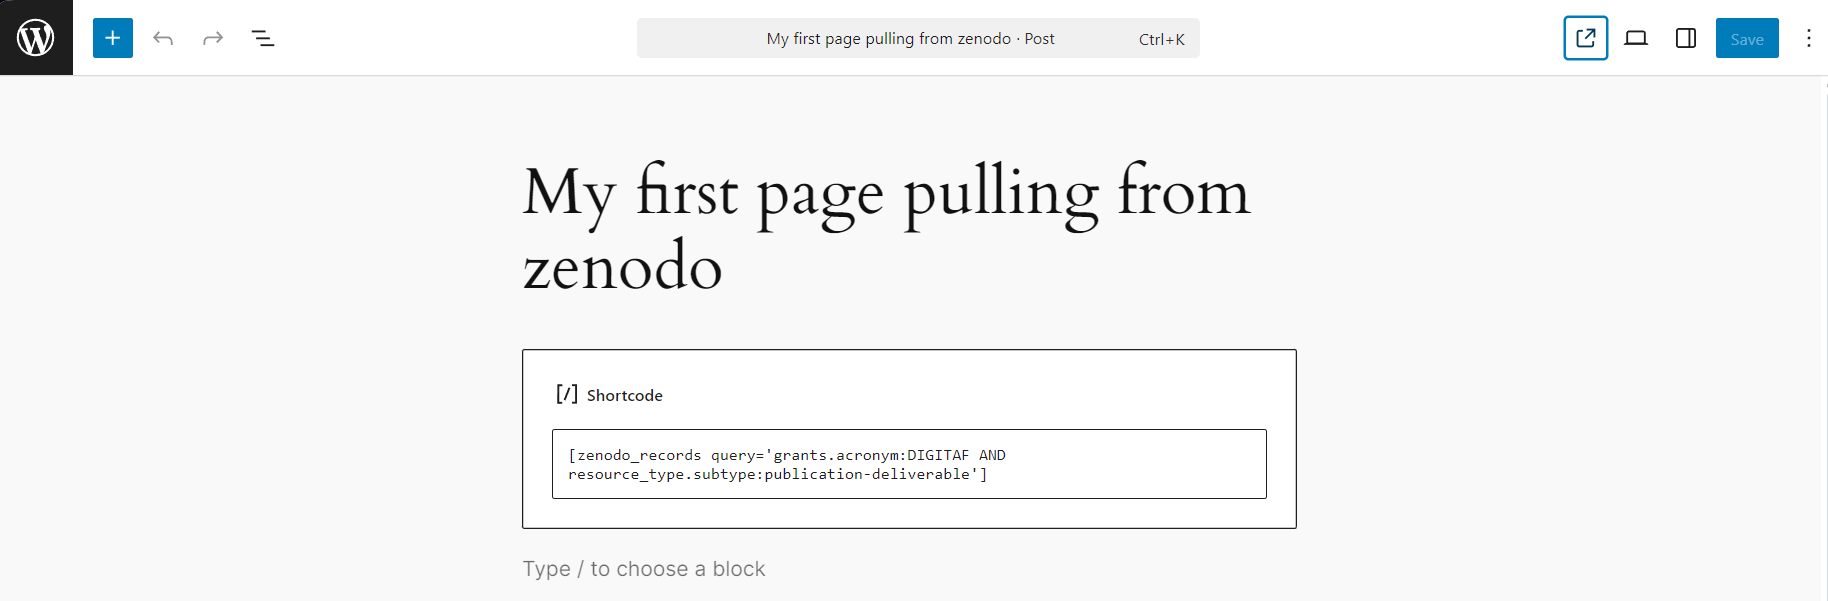 My first page pulling from zenodo · Post Ctrl+K
Save
My first page pulling from
zenodo
[/] Shortcode
[zenodo_records query='grants.acronym:DIGITAF AND
resource_type.subtype:publication-deliverable']
Type / to choose a block